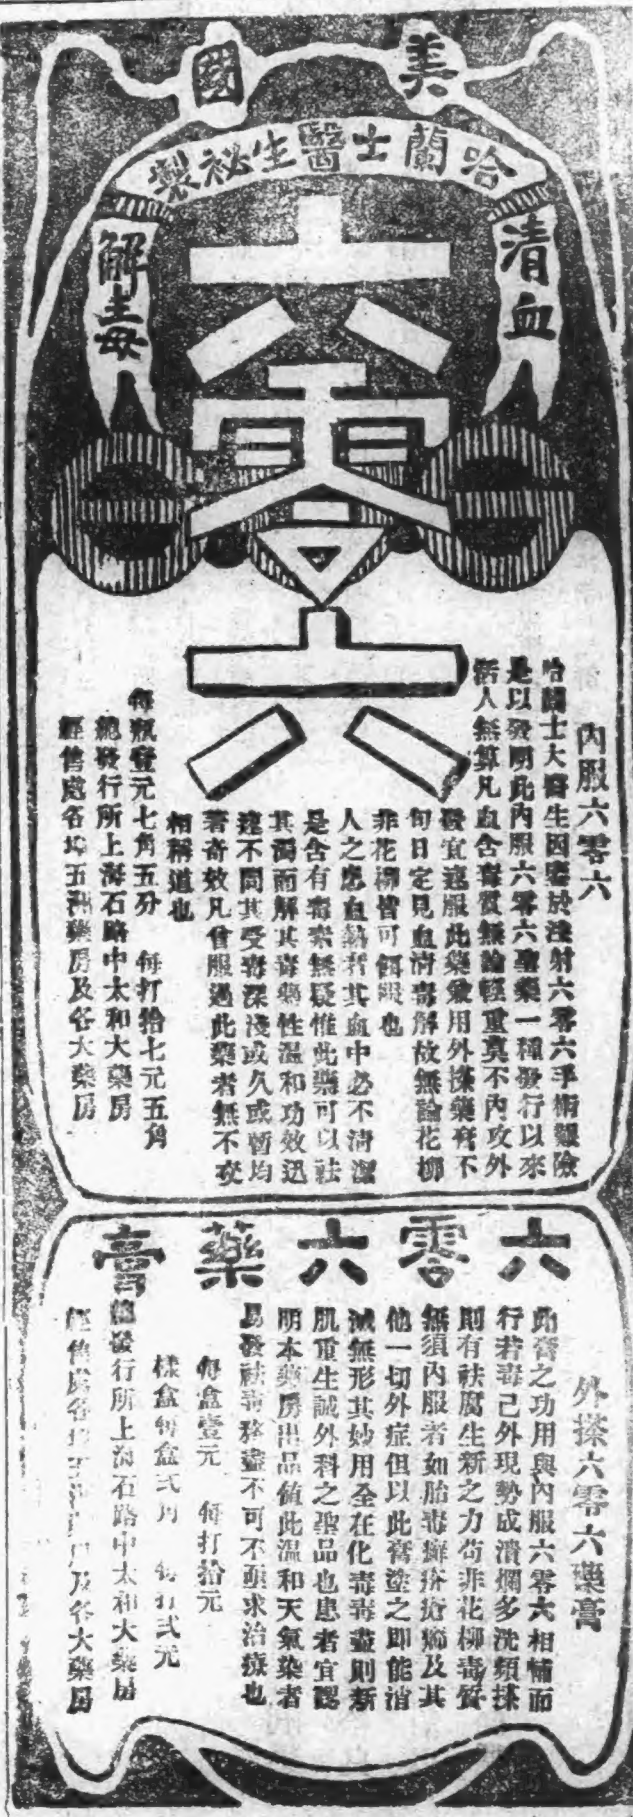 美國
哈蘭士醫生祕製
清血
解毒
六零六
內服六零六
哈蘭士大醫生因鑒於注射六零六手術艱險
是以發明此內服六零六聖藥一種發行以來
活人無算凡血含毒質無論輕重莫不內攻外
發宜速服此藥兼用外搽藥膏不
旬日定見血清毒解故無論花柳
非花柳皆可餌服也
人之患血熱者其血中必不清潔
是含有毒素無疑惟此藥可以祛
其濁而解其毒藥性溫和功效迅
速不問其受毒深淺或久或暫均
著奇效凡曾服過此藥者無不交
相稱道也
每瓶壹元七角五分 每打拾七元五角
總發行所上海石路中太和大藥房
經售處各埠五洲藥房及各大藥房
六零六藥膏
外搽六零六藥膏
此膏之功用與內服六零六相輔而
行若毒已外現勢成潰爛多洗頻搽
則有祛腐生新之力苟非花柳毒質
無須內服者如胎毒癬疥瘡癤及其
他一切外症但以此膏塗之即能消
滅無形其妙用全在化毒毒盡則新
肌重生誠外科之聖品也患者宜認
明本藥房出品值此溫和天氣染者
易發祛毒務盡不可不亟求治療也
每盒壹元 每打拾元
樣盒每盒弍角 每打弍元
總發行所上海石路中太和大藥房
經售處各埠五洲藥房及各大藥房